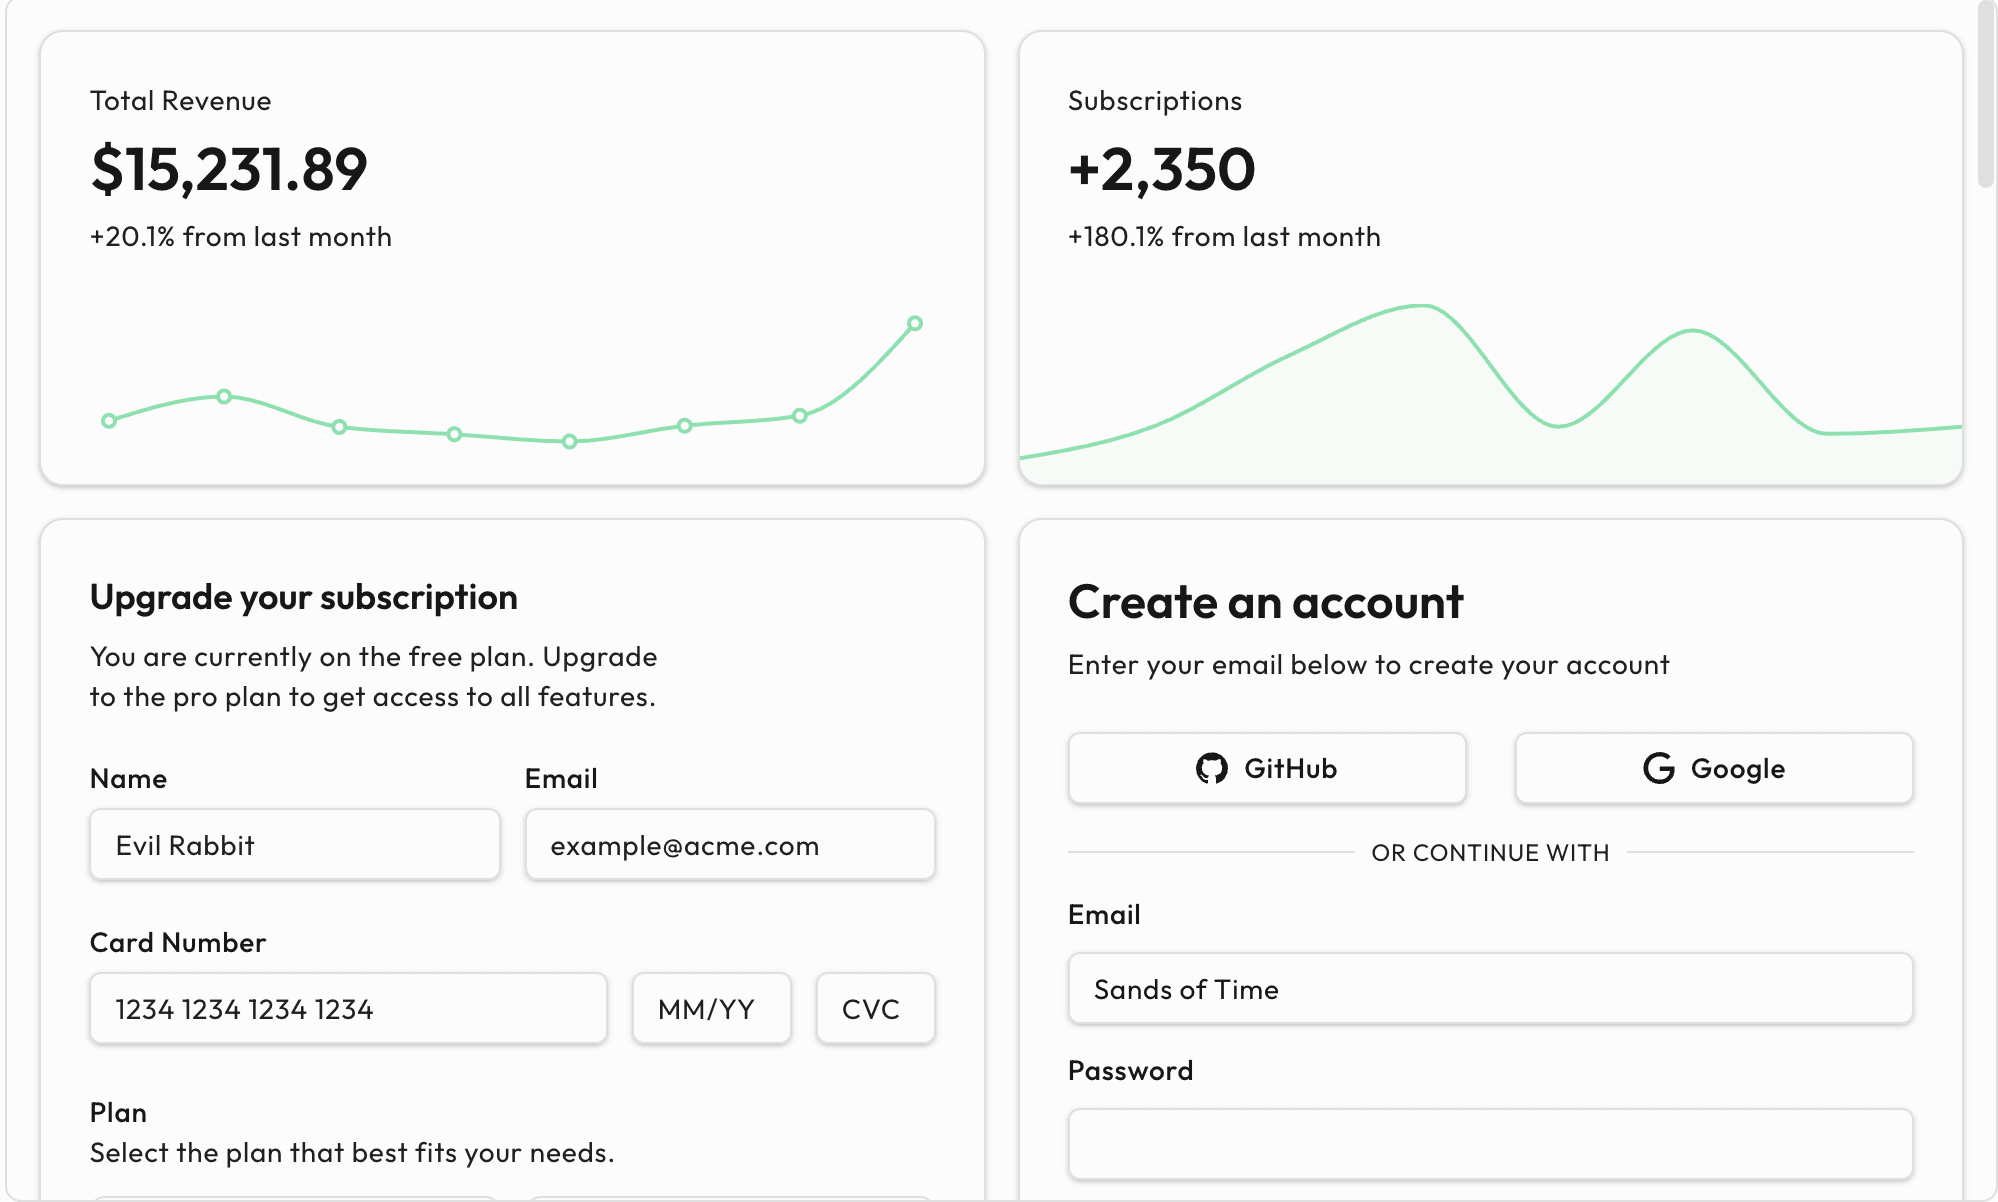 Total Revenue
$15,231.89
+20.1% from last month
Subscriptions
+2,350
+180.1% from last month
Upgrade your subscription
You are currently on the free plan. Upgrade
to the pro plan to get access to all features.
Name
Email
Evil Rabbit
example@acme.com
Card Number
1234 1234 1234 1234
MM/YY
CVC
Plan
Select the plan that best fits your needs.
Create an account
Enter your email below to create your account
GitHub
Google
OR CONTINUE WITH
Email
Sands of Time
Password